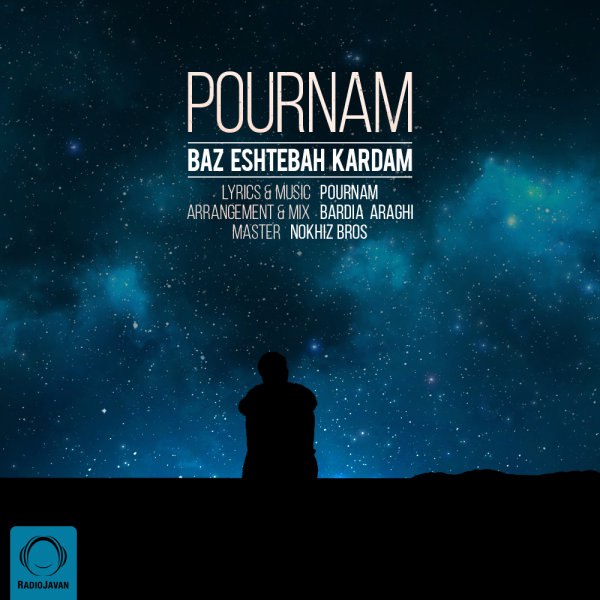 POURNAM
BAZ ESHTEBAH KARDAM
LYRICS & MUSIC POURNAM
ARRANGEMENT & MIX BARDIA ARAGHI
MASTER NOKHIZ BROS
RADIOJAVAN